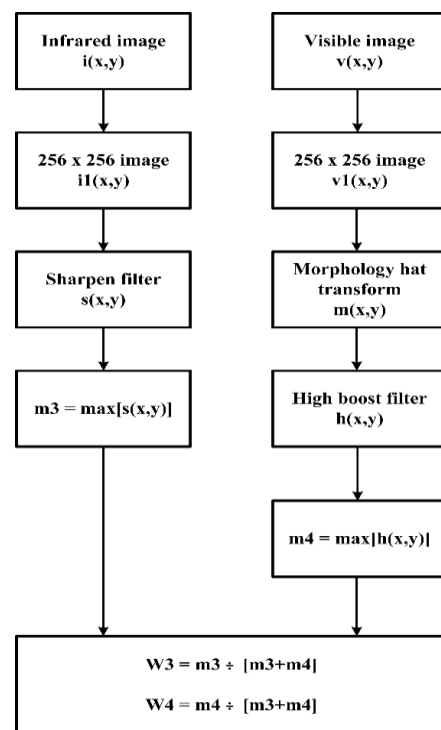 Infrared image
i(x,y)
256 x 256 image
i1(x,y)
Sharpen filter
s(x,y)
m3 = max[s(x,y)]
Visible image
v(x,y)
256 x 256 image
v1(x,y)
Morphology hat
transform
m(x,y)
High boost filter
h(x,y)
m4 = max[h(x,y)]
W3 = m3 ÷ [m3+m4]
W4 = m4 ÷ [m3+m4]